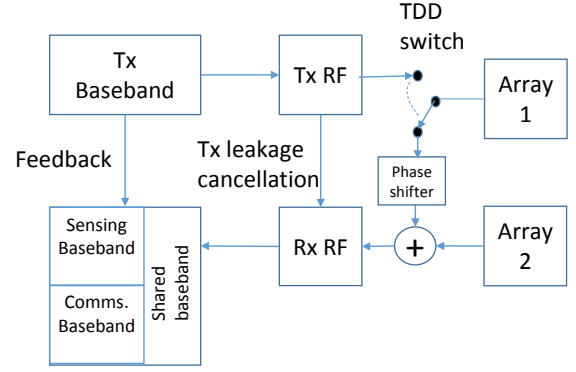 TDD
switch
Tx
Baseband
Tx RF
Array
1
Feedback
Tx leakage
cancellation
Phase
shifter
Sensing
Baseband
Comms.
Baseband
Shared
baseband
Rx RF
+
Array
2